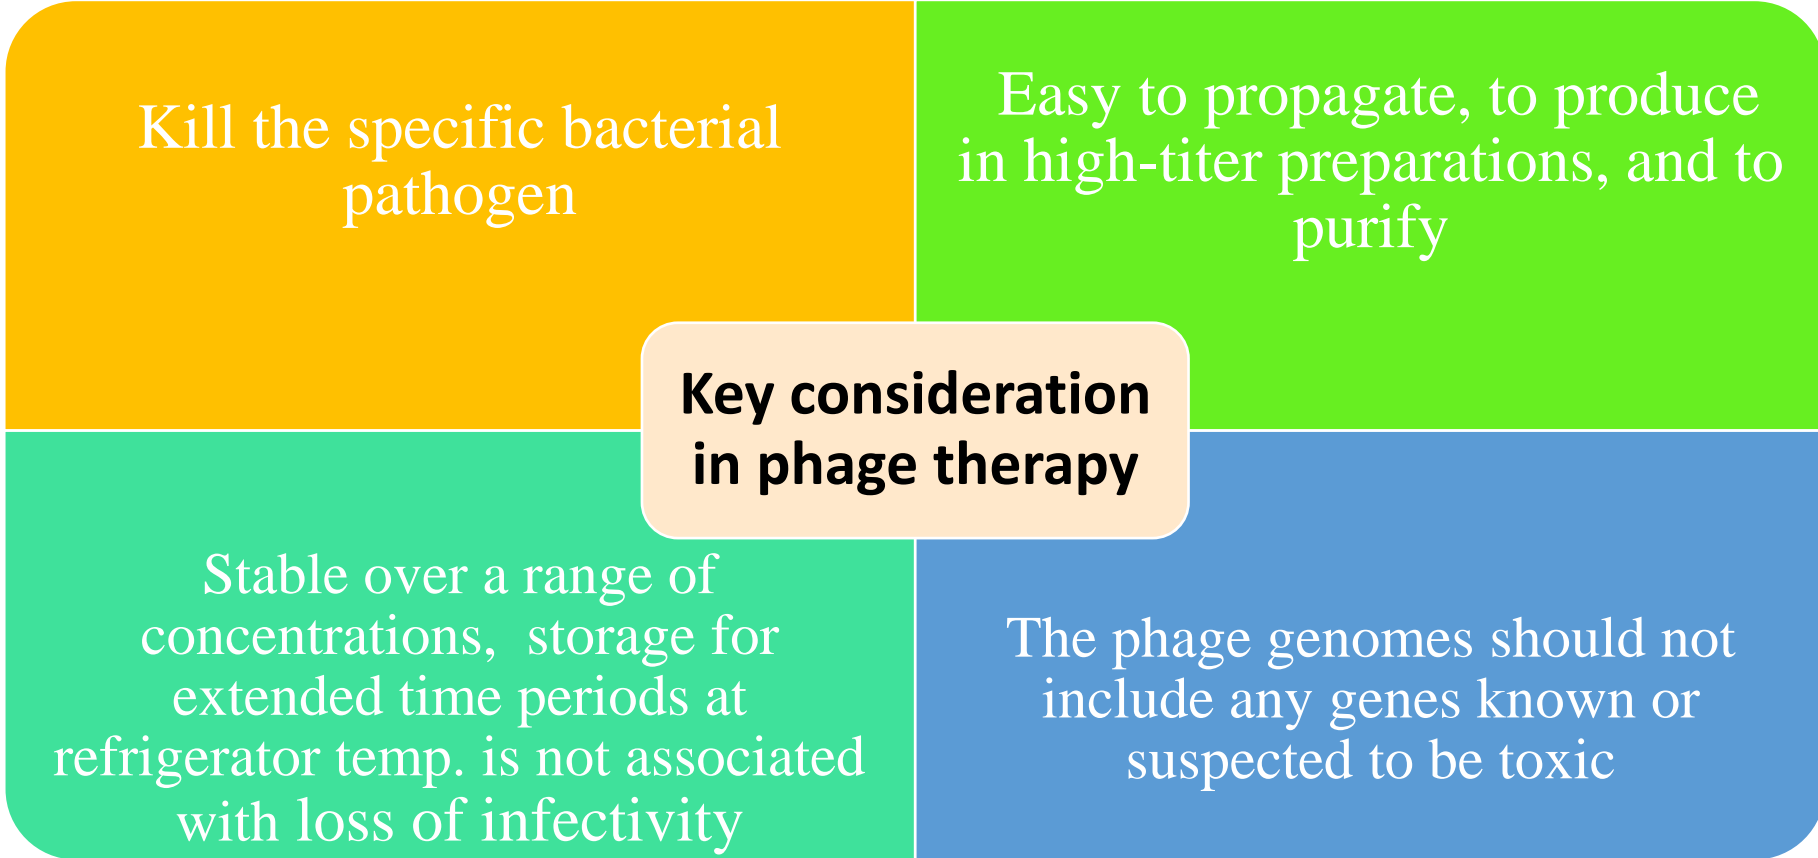 Kill the specific bacterial
pathogen
Easy to propagate, to produce
in high-titer preparations, and to
purify
Key consideration
in phage therapy
Stable over a range of
concentrations,  storage for
extended time periods at
refrigerator temp. is not associated
with loss of infectivity
The phage genomes should not
include any genes known or
suspected to be toxic